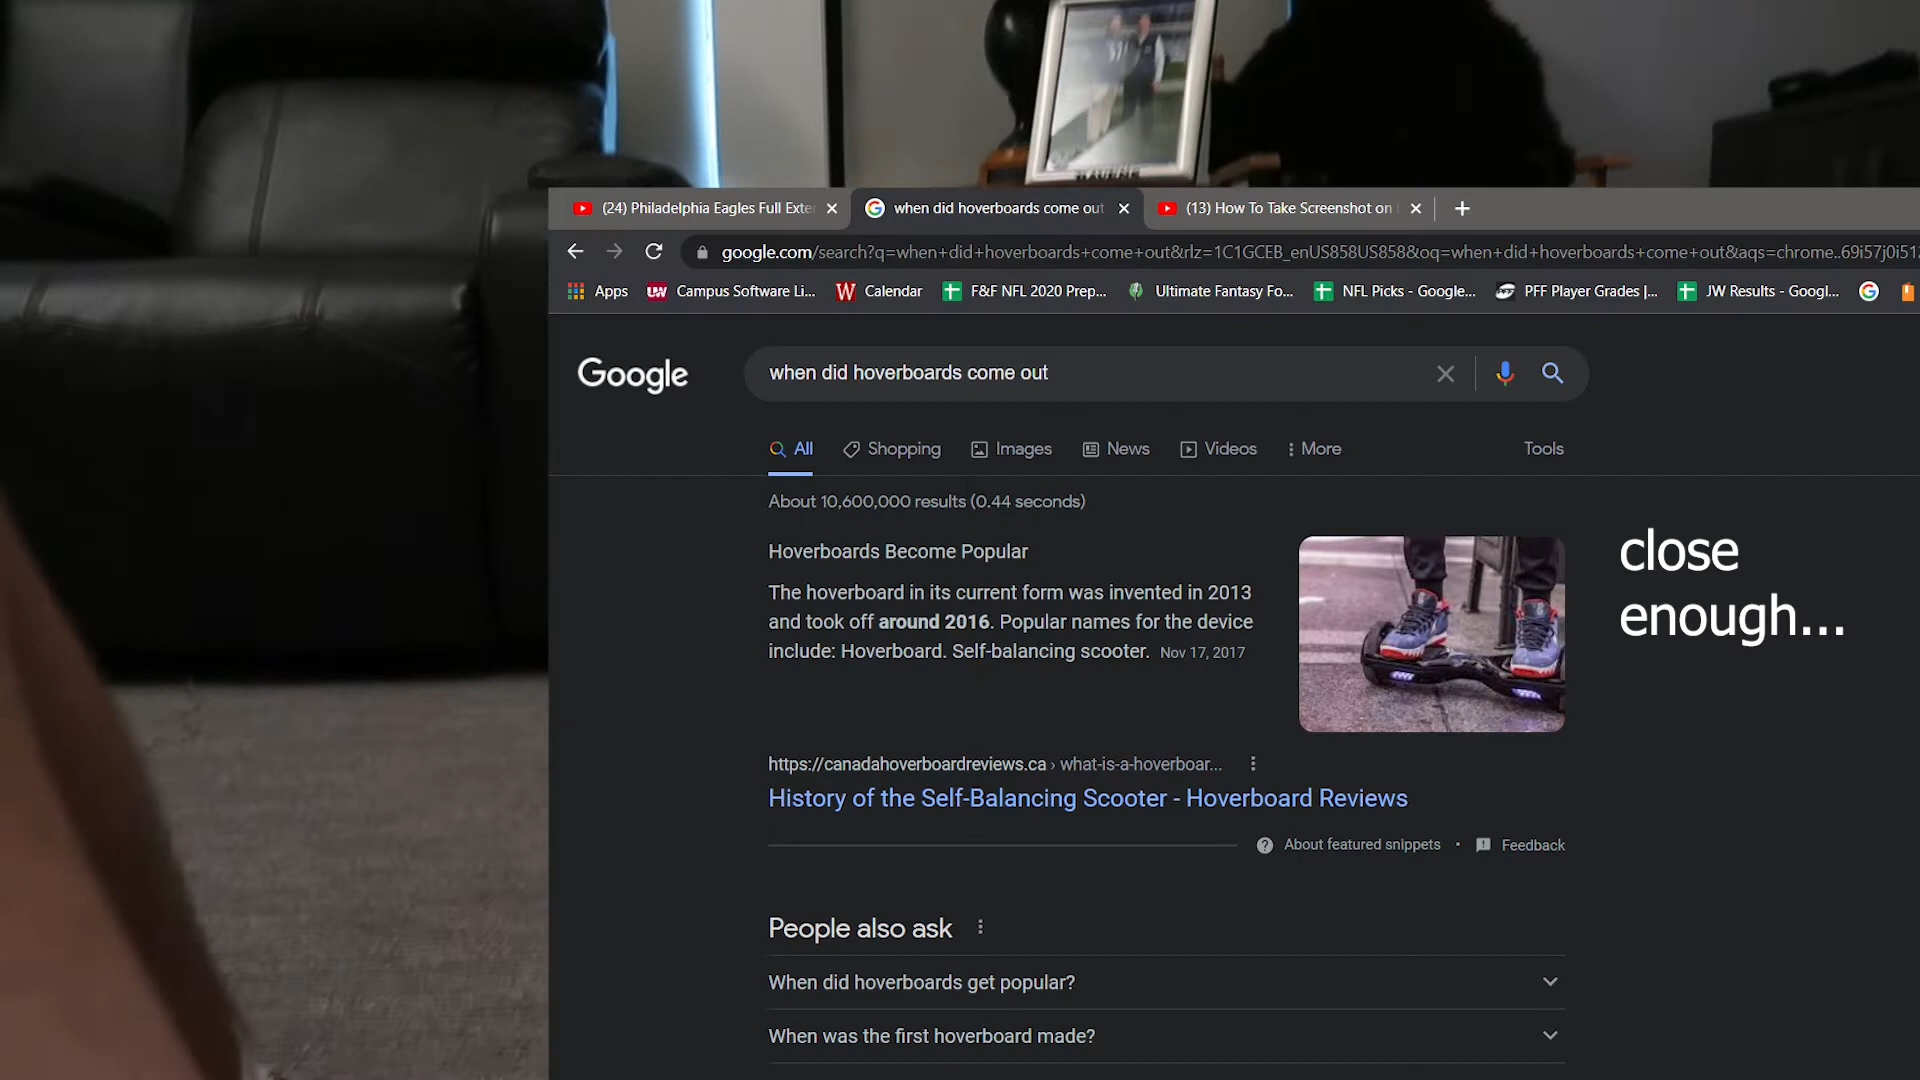 (24) Philadelphia Eagles Full Exte
when did hoverboards come out
(13) How To Take Screenshot on
google.com/search?q=when+did+hoverboards+come+out&rlz=1C1GCEB_enUS858US858&oq=when+did+hoverboards+come+out&aqs=chrome..69i57j0i51
Apps
UW
Campus Software Li...
W
Calendar
F&F NFL 2020 Prep...
Ultimate Fantasy Fo...
NFL Picks - Google...
PFF Player Grades |...
JW Results - Googl...
Google
when did hoverboards come out
All
Shopping
Images
News
Videos
More
Tools
About 10,600,000 results (0.44 seconds)
Hoverboards Become Popular
The hoverboard in its current form was invented in 2013
and took off around 2016. Popular names for the device
include: Hoverboard. Self-balancing scooter. Nov 17, 2017
close
enough...
https://canadahoverboardreviews.ca › what-is-a-hoverboar...
History of the Self-Balancing Scooter - Hoverboard Reviews
About featured snippets
Feedback
People also ask
When did hoverboards get popular?
When was the first hoverboard made?